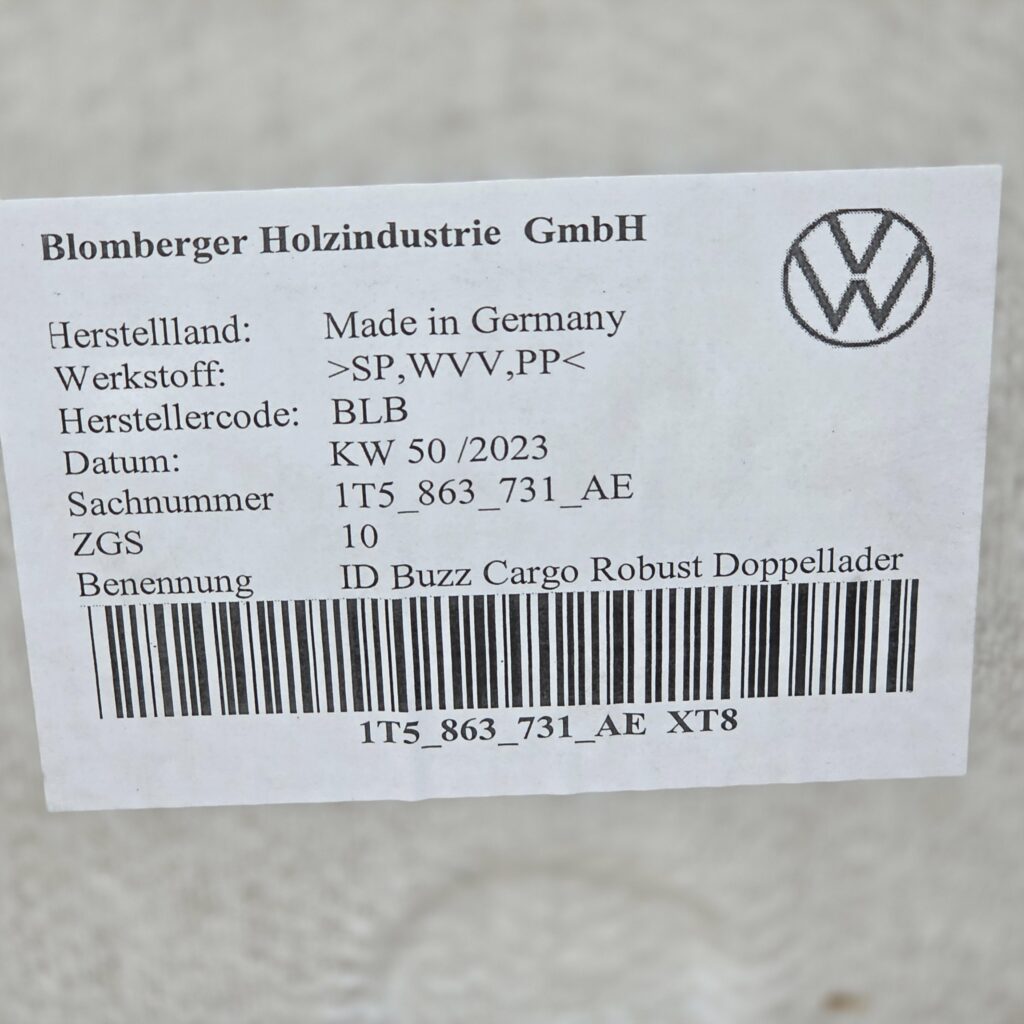 Blomberger Holzindustrie GmbH
Herstellland: Made in Germany
Werkstoff: >SP,WVV,PP<
Herstellercode: BLB
Datum: KW 50 /2023
Sachnummer 1T5_863_731_AE
ZGS 10
Benennung ID Buzz Cargo Robust Doppellader
1T5_863_731_AE XT8